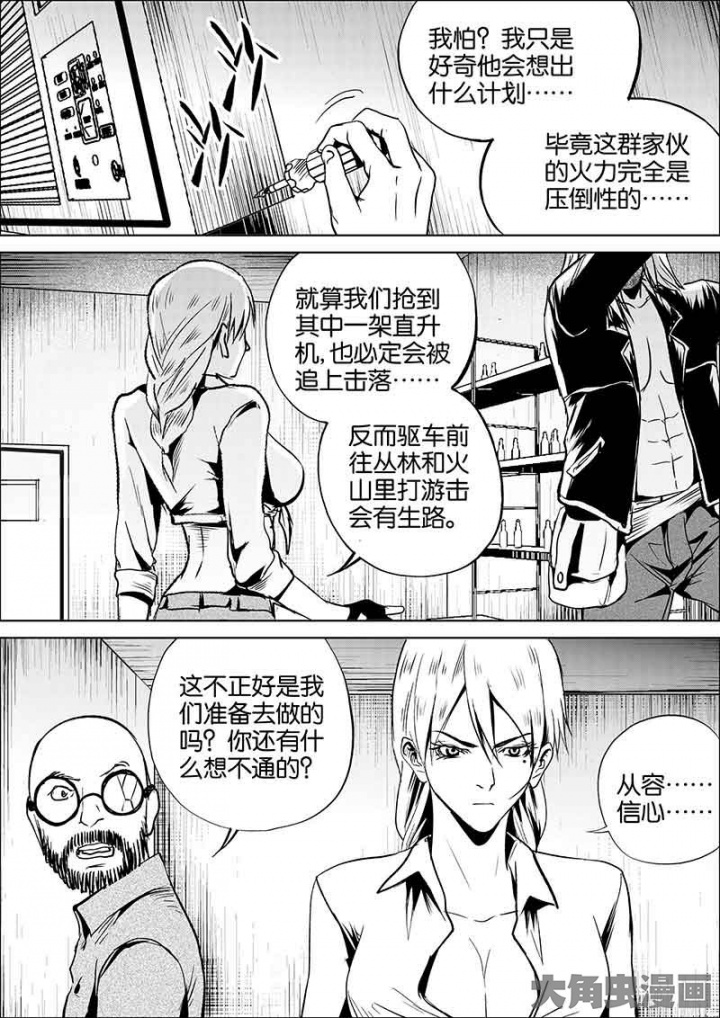 我怕？我只是
好奇他会想出
什么计划……
毕竟这群家伙
的火力完全是
压倒性的……
就算我们抢到
其中一架直升
机,也必定会被
追上击落……
反而驱车前
往丛林和火
山里打游击
会有生路。
这不正好是我
们准备去做的
吗？你还有什
么想不通的？
从容……
信心……
大角虫漫画